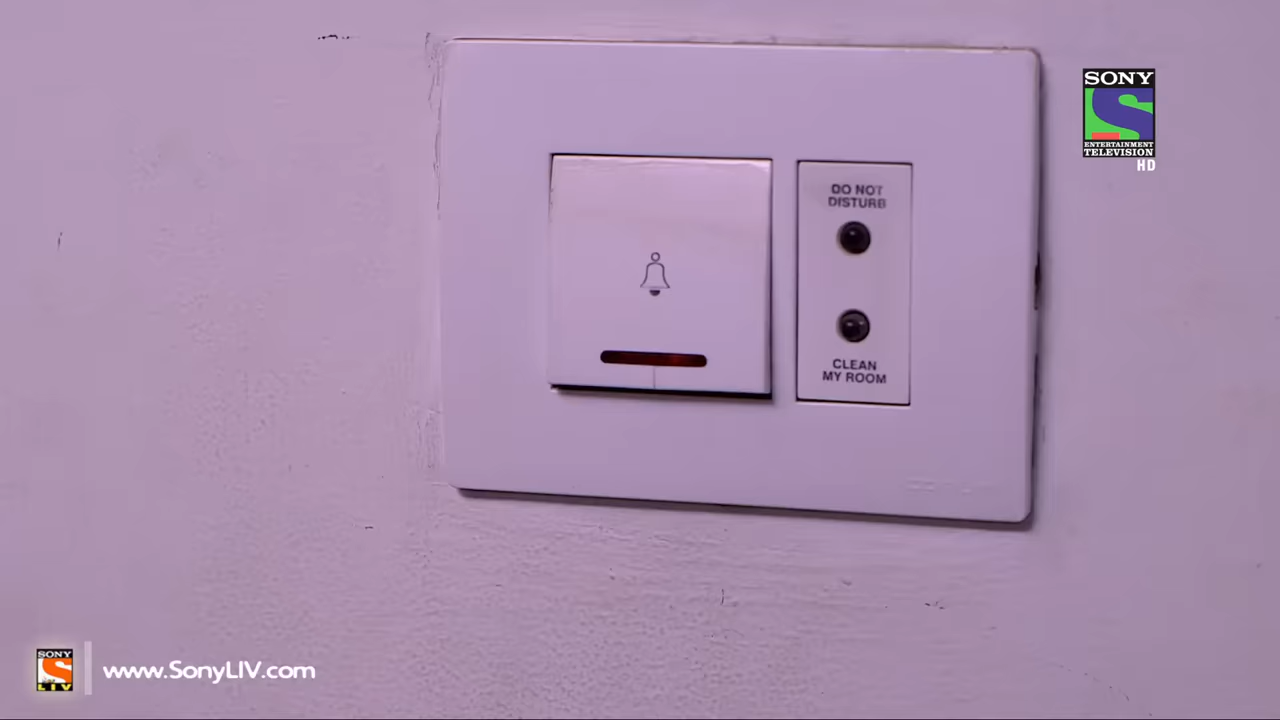 SONY
ENTERTAINMENT
TELEVISION
HD
DO NOT
DISTURB
CLEAN
MY ROOM
SONY
LIV
www.SonyLIV.com